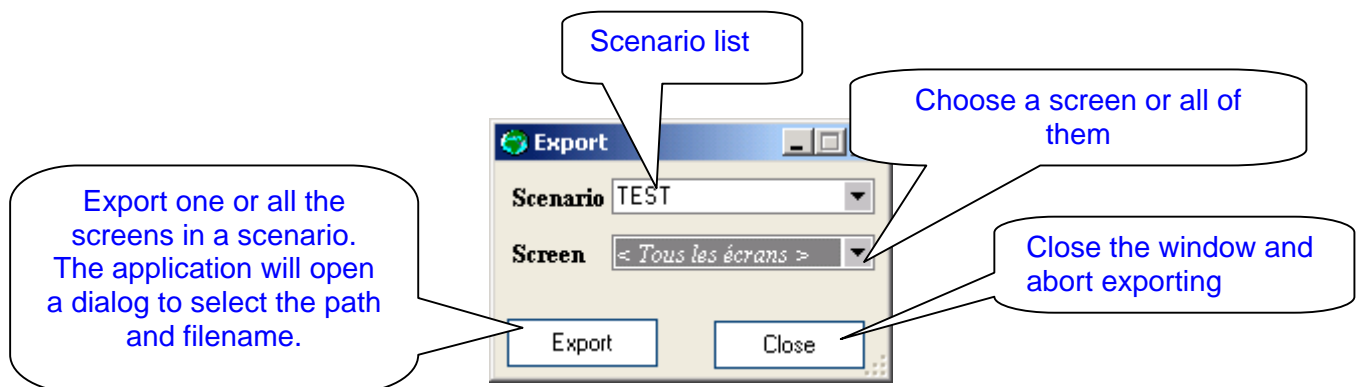 Scenario list
Choose a screen or all of
them
Export
Scenario TEST
Export one or all the
screens in a scenario.
The application will open
a dialog to select the path
and filename.
Screen < Tous les écrans >
Close the window and
abort exporting
Export
Close